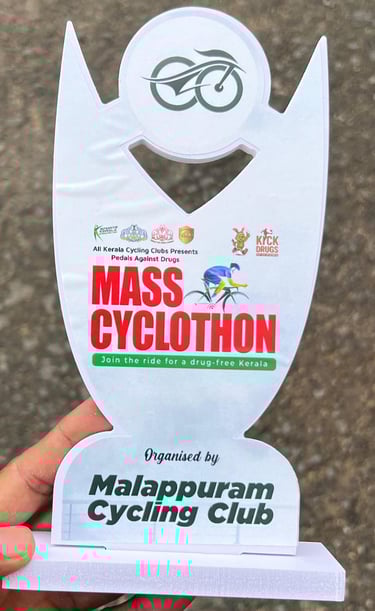 KICK
DRUGS
All Kerala Cycling Clubs Presents
Pedals Against Drugs
MASS
CYCLOTHON
Join the ride for a drug-free Kerala
Organised by
Malappuram
Cycling Club